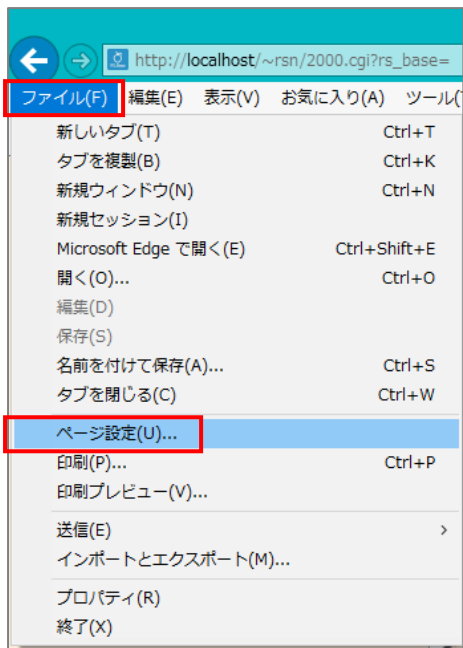 http://localhost/~rsn/2000.cgi?rs_base=
ファイル(F) 編集(E) 表示(V) お気に入り(A) ツール(
新しいタブ(T) Ctrl+T
タブを複製(B) Ctrl+K
新規ウィンドウ(N) Ctrl+N
新規セッション(I)
Microsoft Edge で開く(E) Ctrl+Shift+E
開く(O)... Ctrl+O
編集(D)
保存(S)
名前を付けて保存(A)... Ctrl+S
タブを閉じる(C) Ctrl+W
ページ設定(U)...
印刷(P)... Ctrl+P
印刷プレビュー(V)...
送信(E) >
インポートとエクスポート(M)...
プロパティ(R)
終了(X)